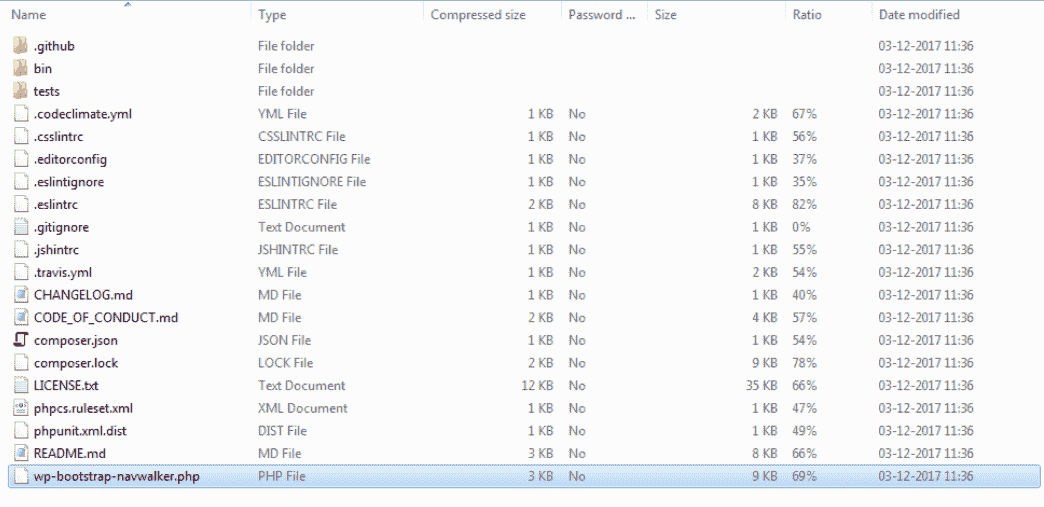 Name Type Compressed size Password ... Size Ratio Date modified
.github File folder 03-12-2017 11:36
bin File folder 03-12-2017 11:36
tests File folder 03-12-2017 11:36
.codeclimate.yml YML File 1 KB No 2 KB 67% 03-12-2017 11:36
.csslintrc CSSLINTRC File 1 KB No 1 KB 56% 03-12-2017 11:36
.editorconfig EDITORCONFIG File 1 KB No 1 KB 37% 03-12-2017 11:36
.eslintignore ESLINTIGNORE File 1 KB No 1 KB 35% 03-12-2017 11:36
.eslintrc ESLINTRC File 2 KB No 8 KB 82% 03-12-2017 11:36
.gitignore Text Document 1 KB No 1 KB 0% 03-12-2017 11:36
.jshintrc JSHINTRC File 1 KB No 1 KB 55% 03-12-2017 11:36
.travis.yml YML File 1 KB No 2 KB 54% 03-12-2017 11:36
CHANGELOG.md MD File 1 KB No 1 KB 40% 03-12-2017 11:36
CODE_OF_CONDUCT.md MD File 2 KB No 4 KB 57% 03-12-2017 11:36
composer.json JSON File 1 KB No 1 KB 54% 03-12-2017 11:36
composer.lock LOCK File 2 KB No 9 KB 78% 03-12-2017 11:36
LICENSE.txt Text Document 12 KB No 35 KB 66% 03-12-2017 11:36
phpcs.ruleset.xml XML Document 1 KB No 1 KB 47% 03-12-2017 11:36
phpunit.xml.dist DIST File 1 KB No 1 KB 49% 03-12-2017 11:36
README.md MD File 3 KB No 8 KB 66% 03-12-2017 11:36
wp-bootstrap-navwalker.php PHP File 3 KB No 9 KB 69% 03-12-2017 11:36